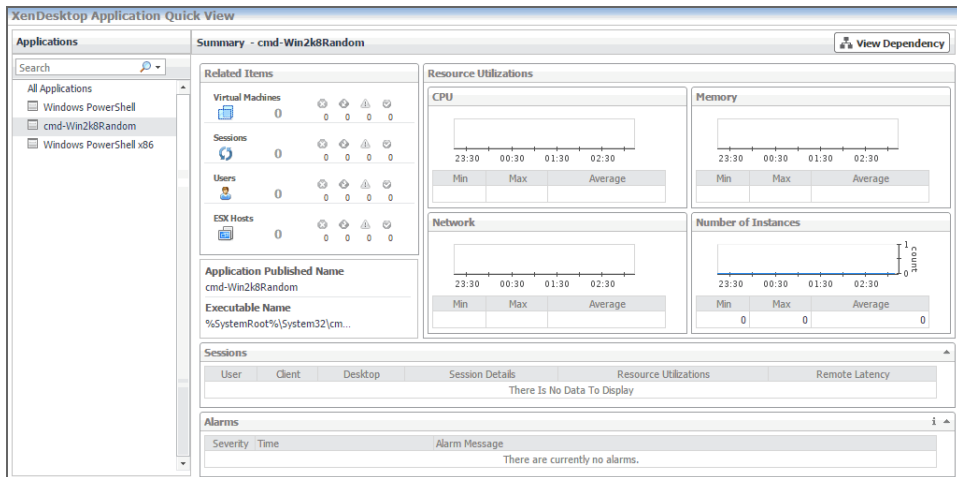 XenDesktop Application Quick View
Applications
Search
All Applications
Windows PowerShell
cmd-Win2k8Random
Windows PowerShell x86
Summary - cmd-Win2k8Random
View Dependency
Related Items
Virtual Machines
0 0 0 0 0
Sessions
0 0 0 0 0
Users
0 0 0 0 0
ESX Hosts
0 0 0 0 0
Application Published Name
cmd-Win2k8Random
Executable Name
%SystemRoot%\System32\cm...
Resource Utilizations
CPU
23:30 00:30 01:30 02:30
Min Max Average
Memory
23:30 00:30 01:30 02:30
Min Max Average
Network
23:30 00:30 01:30 02:30
Min Max Average
Number of Instances
1
0
count
23:30 00:30 01:30 02:30
Min Max Average
0 0 0
Sessions
User Client Desktop Session Details Resource Utilizations Remote Latency
There Is No Data To Display
Alarms
i
Severity Time Alarm Message
There are currently no alarms.